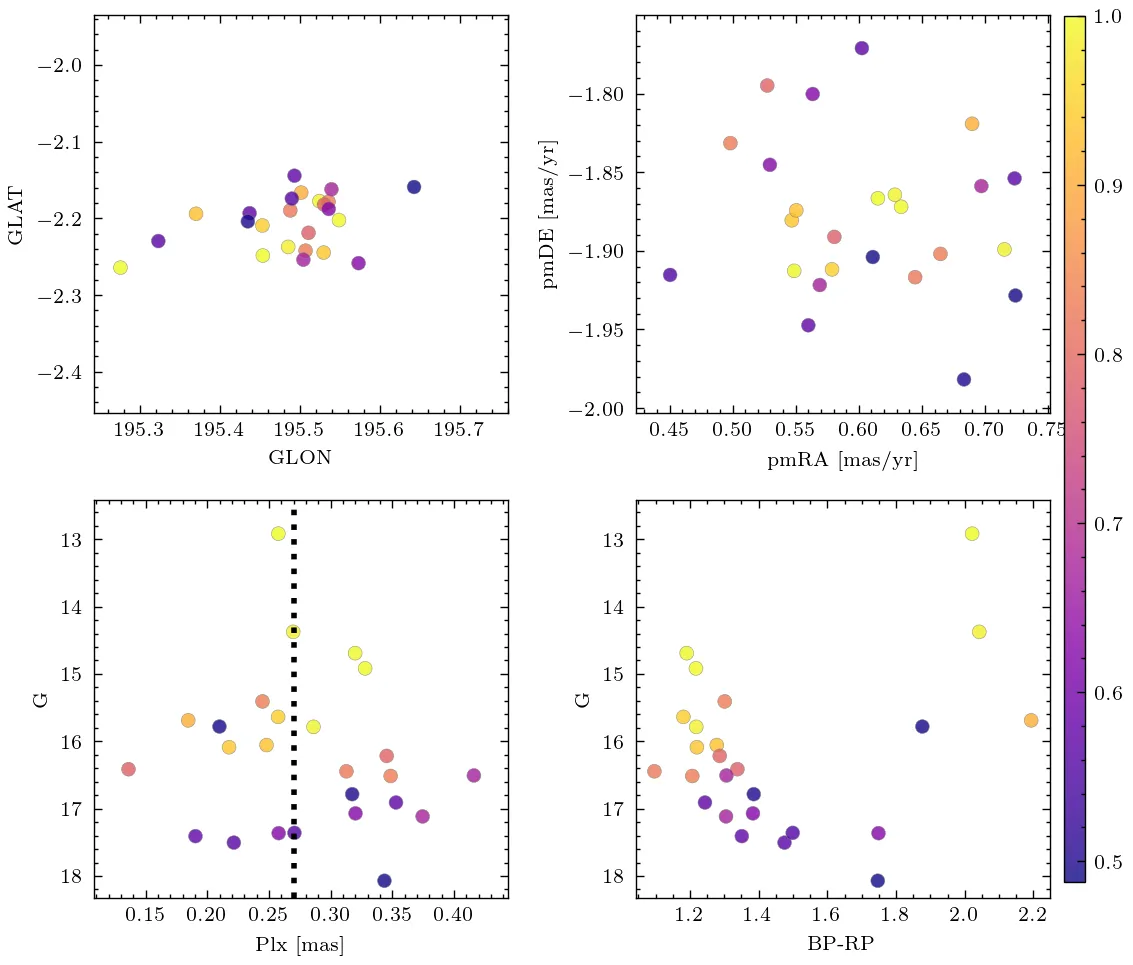 −2.0
−2.1
−2.2
−2.3
−2.4
GLAT
195.3 195.4 195.5 195.6 195.7
GLON
−1.80
−1.85
−1.90
−1.95
−2.00
pmDE [mas/yr]
0.45 0.50 0.55 0.60 0.65 0.70 0.75
pmRA [mas/yr]
13
14
15
16
17
18
G
0.15 0.20 0.25 0.30 0.35 0.40
Plx [mas]
13
14
15
16
17
18
G
1.2 1.4 1.6 1.8 2.0 2.2
BP-RP
1.0
0.9
0.8
0.7
0.6
0.5